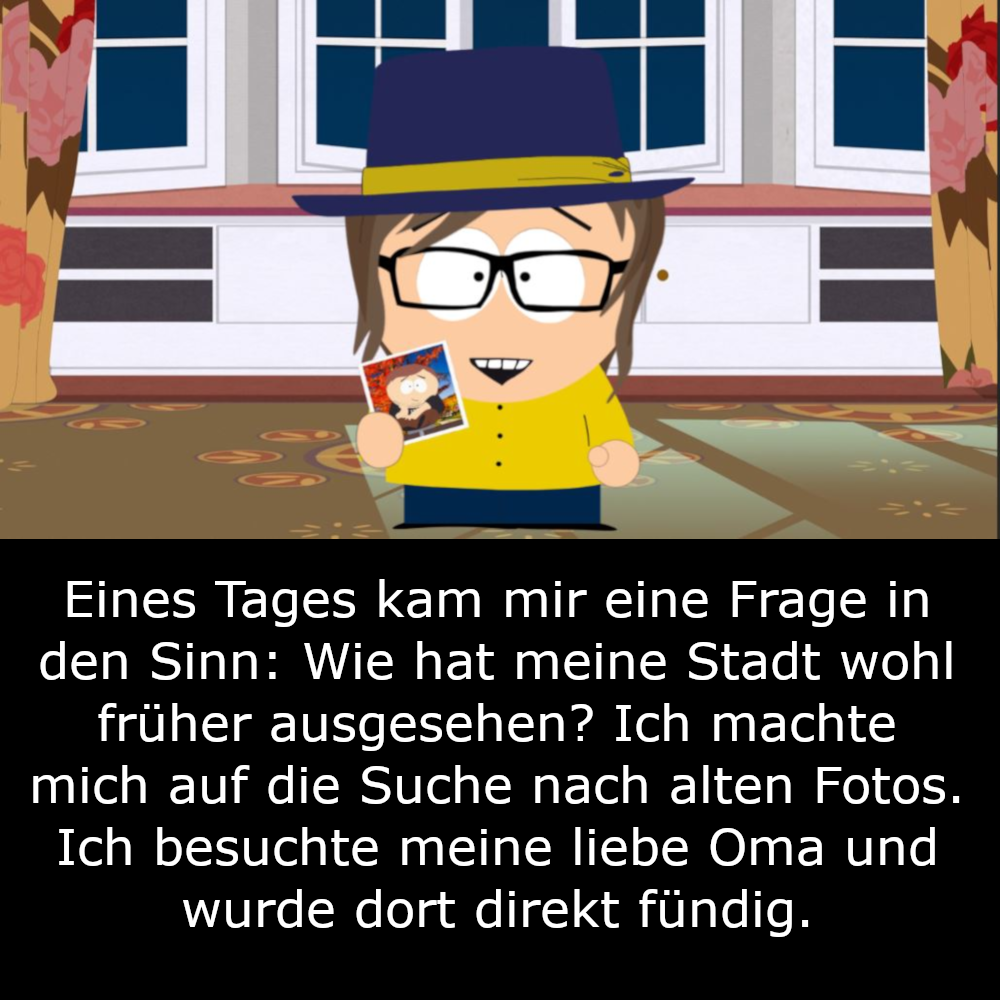 Eines Tages kam mir eine Frage in
den Sinn: Wie hat meine Stadt wohl
früher ausgesehen? Ich machte
mich auf die Suche nach alten Fotos.
Ich besuchte meine liebe Oma und
wurde dort direkt fündig.